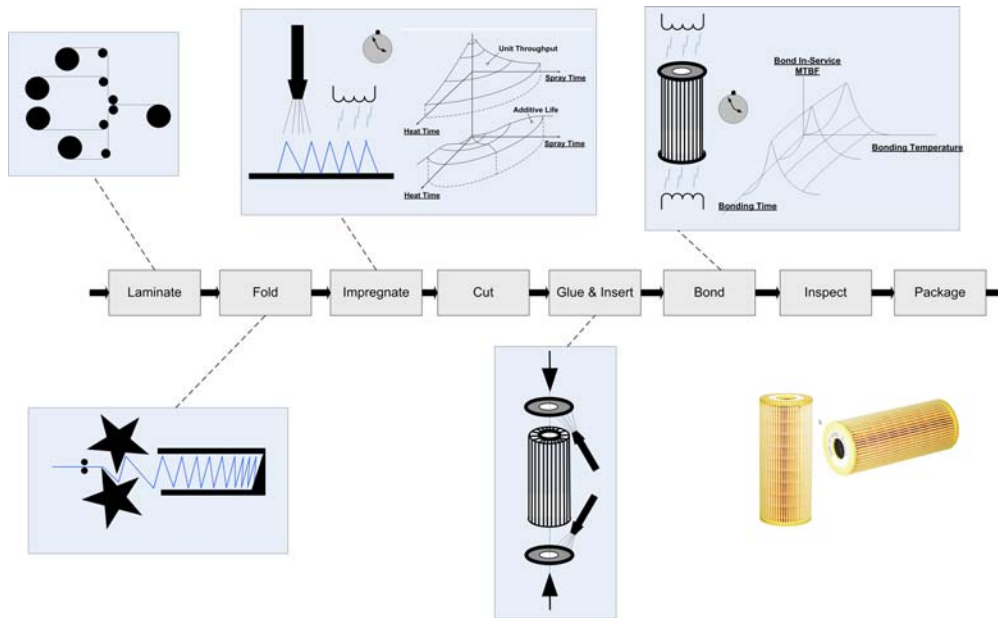 Unit Throughput
Spray Time
Heat Time
Additive Life
Spray Time
Heat Time
Bond In-Service
MTBF
Bonding Temperature
Bonding Time
Laminate
Fold
Impregnate
Cut
Glue & Insert
Bond
Inspect
Package